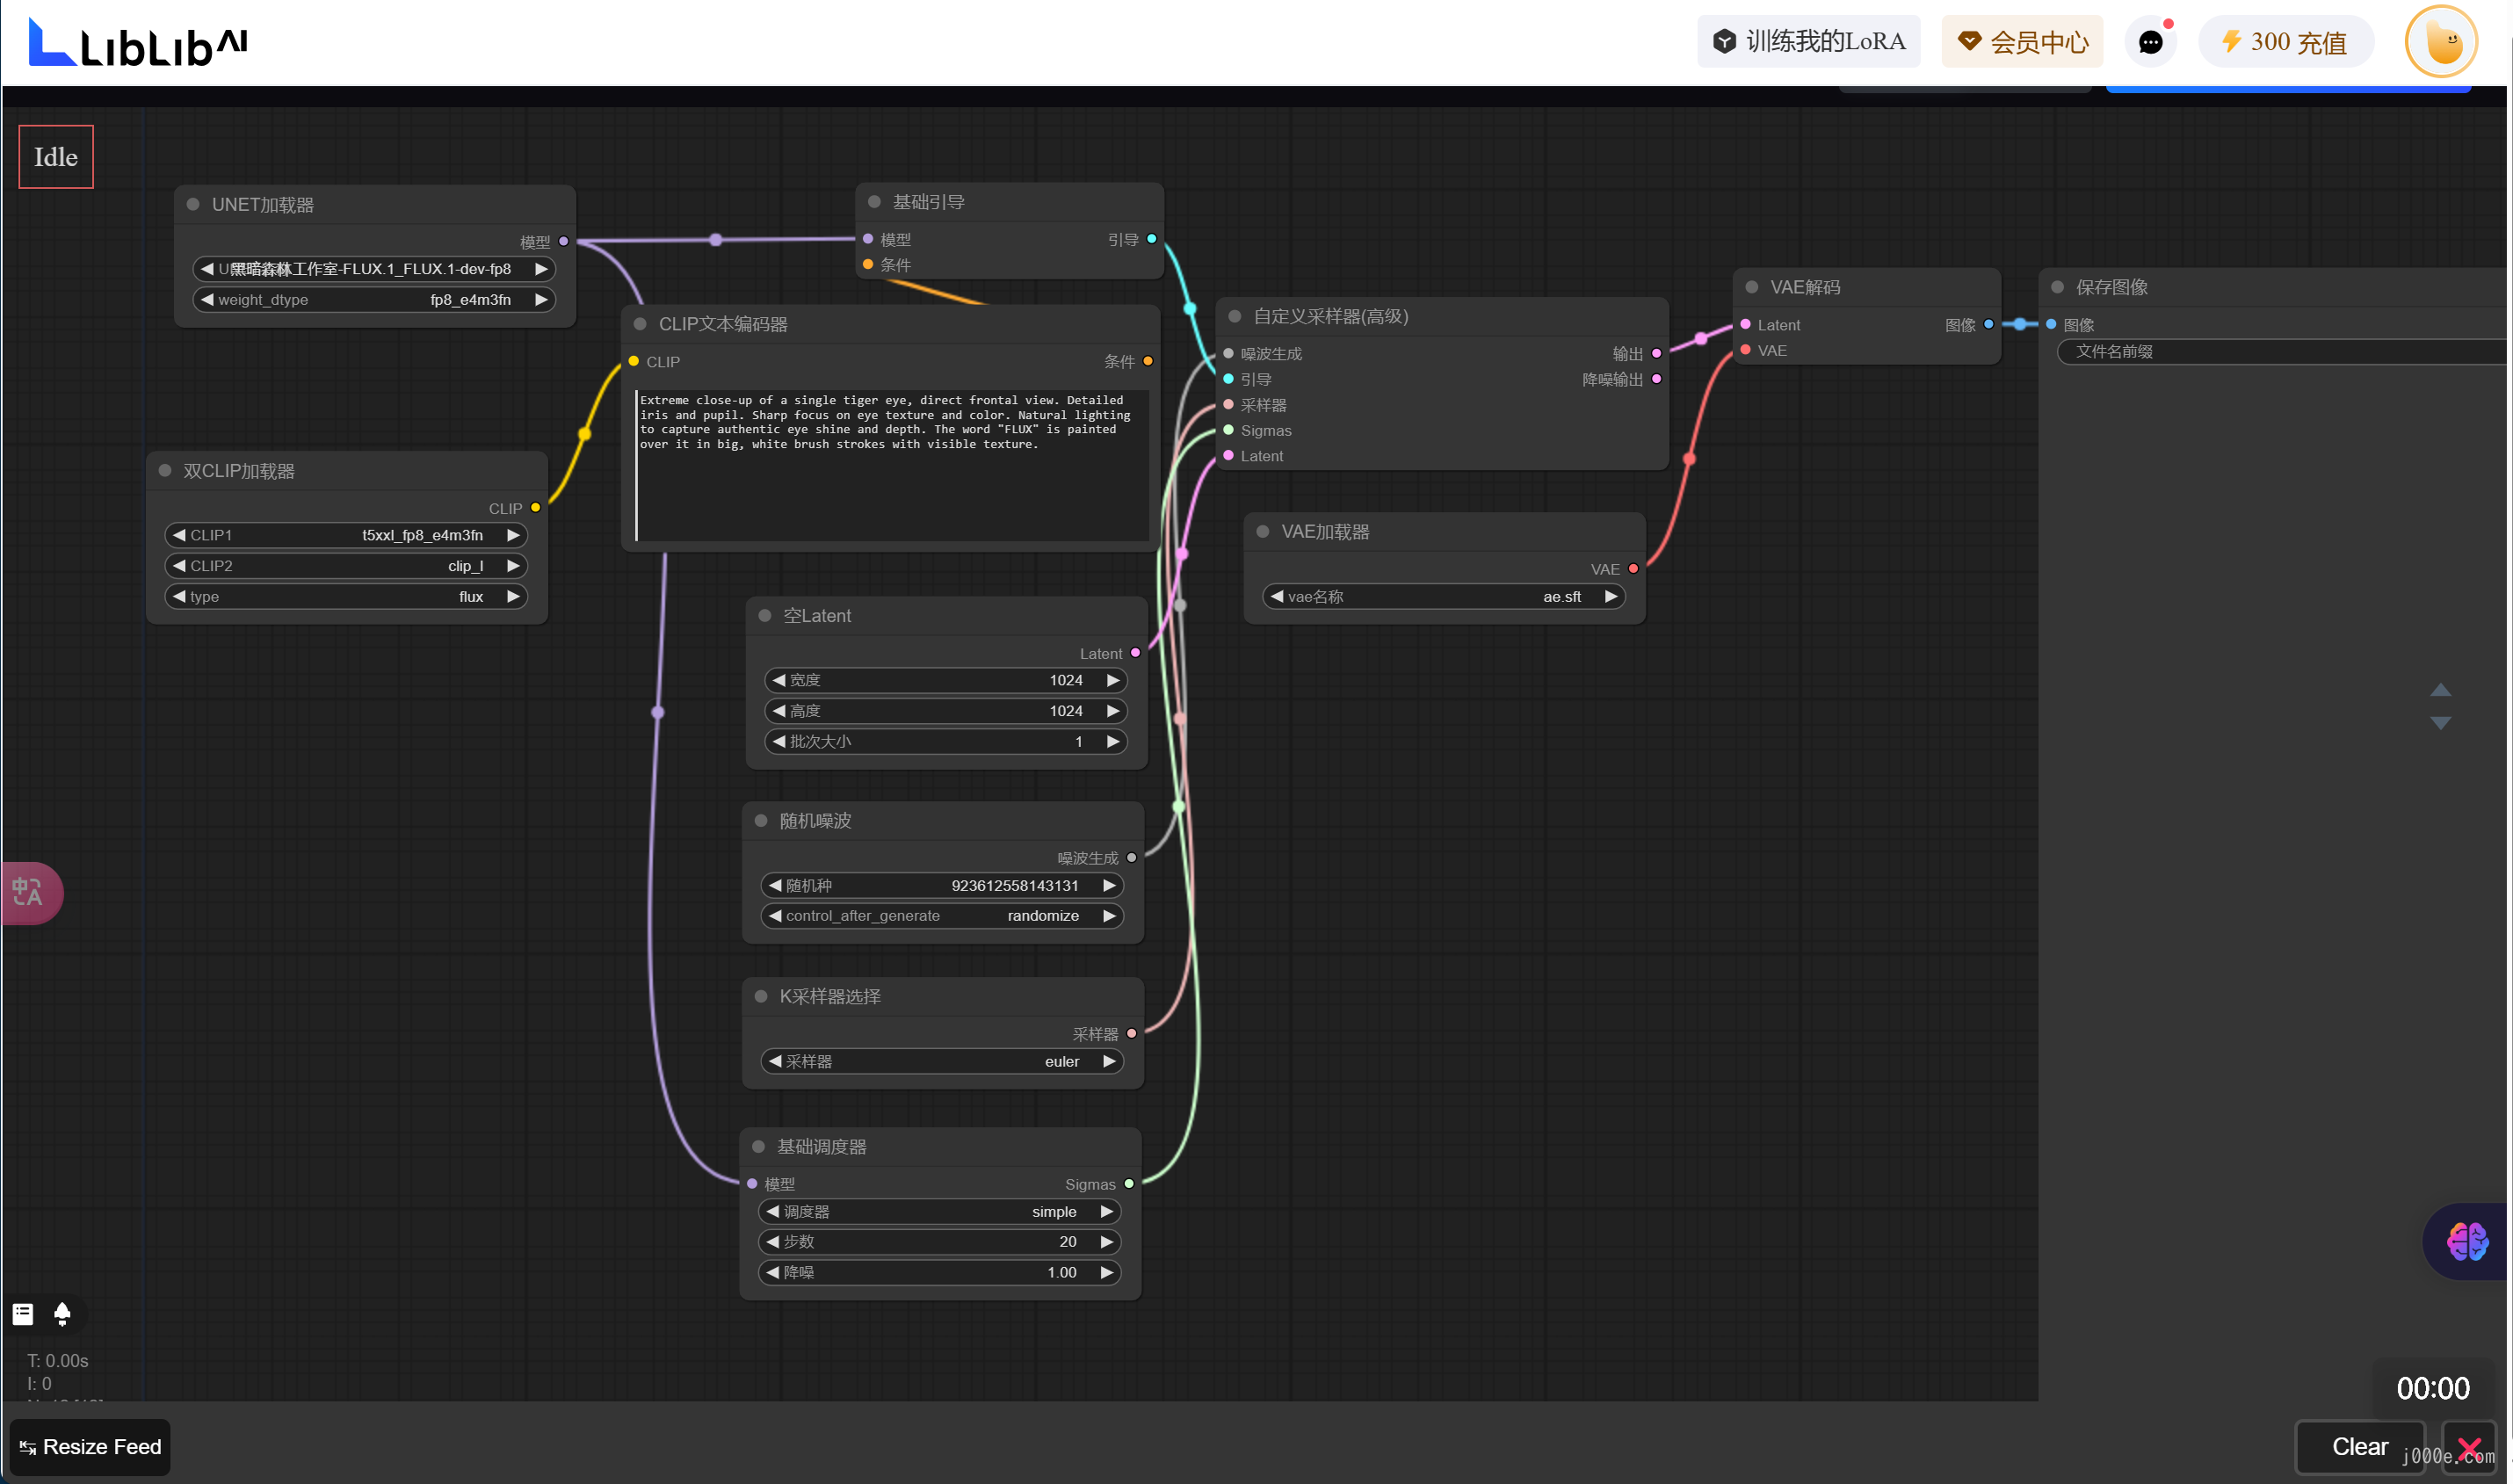 LibLib AI
训练我的LoRA
会员中心
300 充值
Idle
UNET加载器
模型
黑暗森林工作室-FLUX.1_FLUX.1-dev-fp8
weight_dtype fp8_e4m3fn
双CLIP加载器
CLIP
CLIP1 t5xxl_fp8_e4m3fn
CLIP2 clip_l
type flux
基础引导
模型 引导
条件
CLIP文本编码器
CLIP 条件
Extreme close-up of a single tiger eye, direct frontal view. Detailed
iris and pupil. Sharp focus on eye texture and color. Natural lighting
to capture authentic eye shine and depth. The word "FLUX" is painted
over it in big, white brush strokes with visible texture.
空Latent
Latent
宽度 1024
高度 1024
批次大小 1
随机噪波
噪波生成
随机种 923612558143131
control_after_generate randomize
K采样器选择
采样器
采样器 euler
基础调度器
模型 Sigmas
调度器 simple
步数 20
降噪 1.00
自定义采样器(高级)
噪波生成 输出
引导 降噪输出
采样器
Sigmas
Latent
VAE加载器
VAE
vae名称 ae.sft
VAE解码
Latent 图像
VAE
保存图像
图像
文件名前缀
T: 0.00s
I: 0
Resize Feed
00:00
Clear
j000e.com